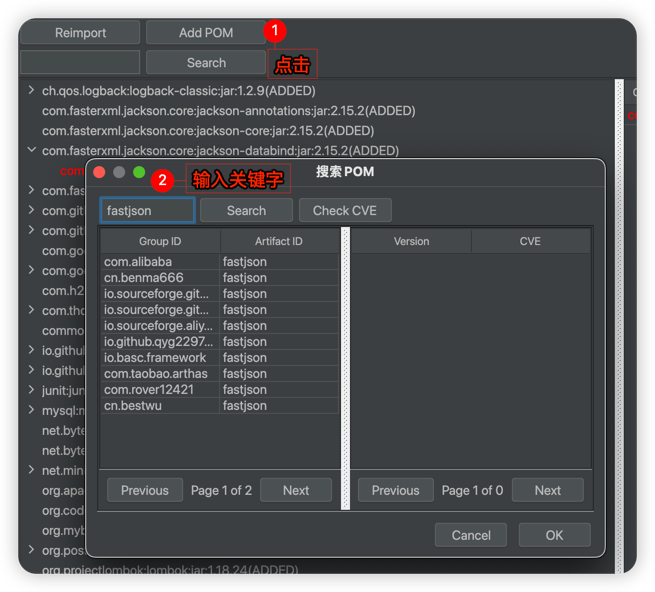 Reimport
Add POM
1
Search
点击
ch.qos.logback:logback-classic:jar:1.2.9(ADDED)
com.fasterxml.jackson.core:jackson-annotations:jar:2.15.2(ADDED)
com.fasterxml.jackson.core:jackson-core:jar:2.15.2(ADDED)
com.fasterxml.jackson.core:jackson-databind:jar:2.15.2(ADDED)
com
com.fas
com.gith
com.git
com.goo
com.goo
com.h2
com.tho
commo
io.github
io.github
junit:jun
mysql:m
net.byte
net.byte
net.min
org.apa
org.cod
org.myb
org.pos
org.projectlombok:lombok:jar:1.18.24(ADDED)
2
输入关键字
搜索 POM
fastjson
Search
Check CVE
Group ID
Artifact ID
Version
CVE
com.alibaba
fastjson
cn.benma666
fastjson
io.sourceforge.git...
fastjson
io.sourceforge.git...
fastjson
io.sourceforge.aliy...
fastjson
io.github.qyg2297...
fastjson
io.basc.framework
fastjson
com.taobao.arthas
fastjson
com.rover12421
fastjson
cn.bestwu
fastjson
Previous
Page 1 of 2
Next
Previous
Page 1 of 0
Next
Cancel
OK